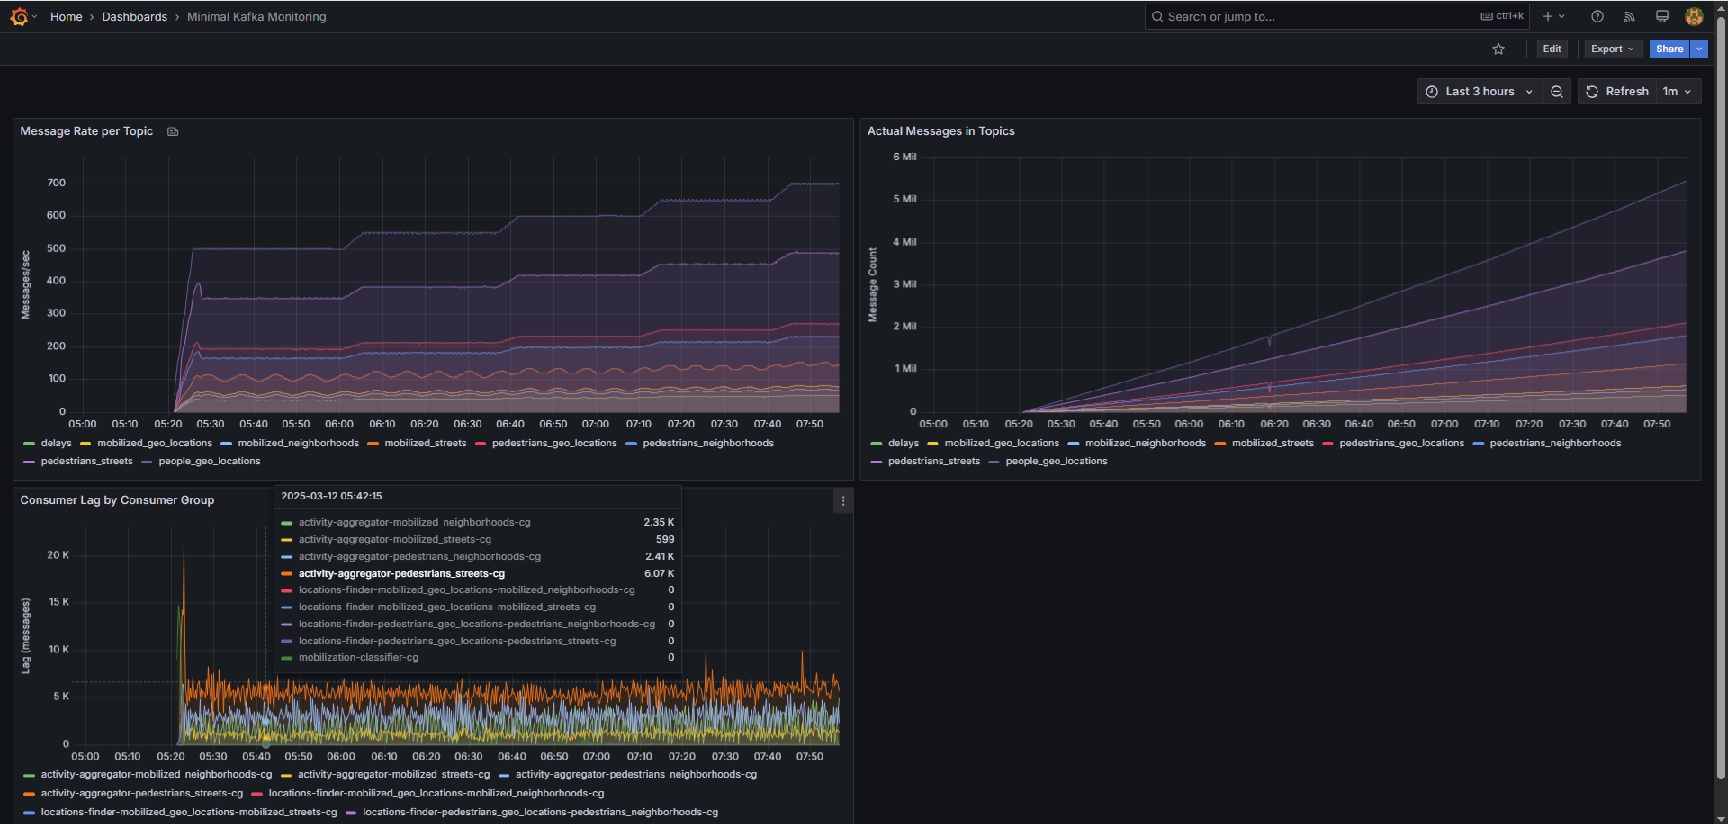 Home > Dashboards > Minimal Kafka Monitoring
Search or jump to...
ctrl+k
Edit
Export
Share
Last 3 hours
Refresh
1m
Message Rate per Topic
Messages/sec
700
600
500
400
300
200
100
0
05:00 05:10 05:20 05:30 05:40 05:50 06:00 06:10 06:20 06:30 06:40 06:50 07:00 07:10 07:20 07:30 07:40 07:50
delays mobilized_geo_locations mobilized_neighborhoods mobilized_streets pedestrians_geo_locations pedestrians_neighborhoods
pedestrians_streets people_geo_locations
Actual Messages in Topics
Message Count
6 Mil
5 Mil
4 Mil
3 Mil
2 Mil
1 Mil
0
05:00 05:10 05:20 05:30 05:40 05:50 06:00 06:10 06:20 06:30 06:40 06:50 07:00 07:10 07:20 07:30 07:40 07:50
delays mobilized_geo_locations mobilized_neighborhoods mobilized_streets pedestrians_geo_locations pedestrians_neighborhoods
pedestrians_streets people_geo_locations
Consumer Lag by Consumer Group
Lag (messages)
20 K
15 K
10 K
5 K
0
2025-03-12 05:42:15
activity-aggregator-mobilized_neighborhoods-cg 2.35 K
activity-aggregator-mobilized_streets-cg 599
activity-aggregator-pedestrians_neighborhoods-cg 2.41 K
activity-aggregator-pedestrians_streets-cg 6.07 K
locations-finder-mobilized_geo_locations-mobilized_neighborhoods-cg 0
locations-finder-mobilized_geo_locations-mobilized_streets-cg 0
locations-finder-pedestrians_geo_locations-pedestrians_neighborhoods-cg 0
locations-finder-pedestrians_geo_locations-pedestrians_streets-cg 0
mobilization-classifier-cg 0
05:00 05:10 05:20 05:30 05:40 05:50 06:00 06:10 06:20 06:30 06:40 06:50 07:00 07:10 07:20 07:30 07:40 07:50
activity-aggregator-mobilized_neighborhoods-cg activity-aggregator-mobilized_streets-cg activity-aggregator-pedestrians_neighborhoods-cg
activity-aggregator-pedestrians_streets-cg locations-finder-mobilized_geo_locations-mobilized_neighborhoods-cg
locations-finder-mobilized_geo_locations-mobilized_streets-cg locations-finder-pedestrians_geo_locations-pedestrians_neighborhoods-cg